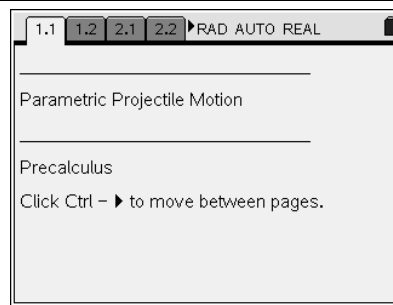 1.1 1.2 2.1 2.2 ▶RAD AUTO REAL
Parametric Projectile Motion
Precalculus
Click Ctrl – ▶ to move between pages.